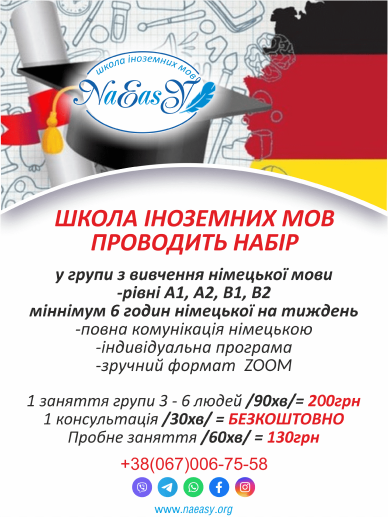 школа іноземних мов
NaEasy
ШКОЛА ІНОЗЕМНИХ МОВ
ПРОВОДИТЬ НАБІР
у групи з вивчення німецької мови
-рівні А1, А2, В1, В2
міннімум 6 годин німецької на тиждень
-повна комунікація німецькою
-індивідуальна програма
-зручний формат ZOOM
1 заняття групи 3 - 6 людей /90хв/= 200грн
1 консультація /30хв/ = БЕЗКОШТОВНО
Пробне заняття /60хв/ = 130грн
+38(067)006-75-58
www.naeasy.org